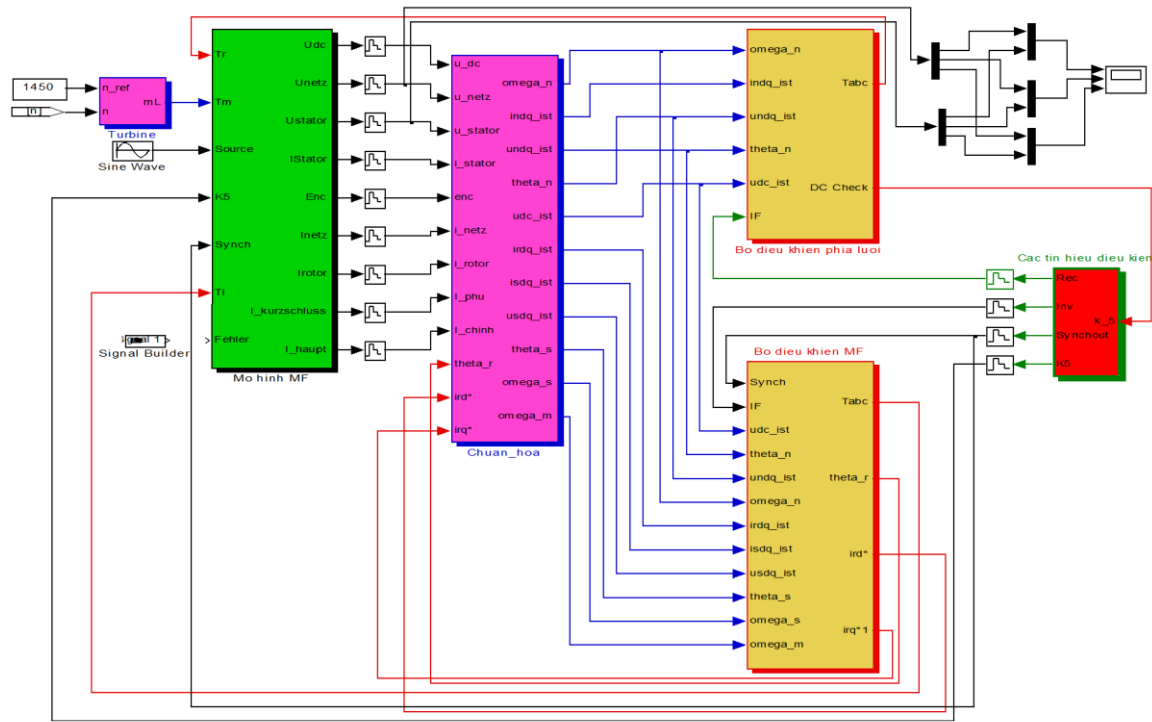 1450
n_ref
n
mL
[n]
Turbine
Sine Wave
Signal Builder
Tr
Tm
Source
K5
Synch
Ti
Fehler
Udc
Unetz
Ustator
IStator
Enc
Inetz
Irotor
I_kurzschluss
I_haupt
Mo hinh MF
u_dc
u_netz
u_stator
i_stator
enc
i_netz
i_rotor
I_phu
I_chinh
theta_r
ird*
irq*
omega_n
indq_ist
undq_ist
theta_n
udc_ist
irdq_ist
isdq_ist
usdq_ist
theta_s
omega_s
omega_m
Chuan_hoa
omega_n
indq_ist
undq_ist
theta_n
udc_ist
IF
Tabc
DC Check
Bo dieu khien phia luoi
Cac tin hieu dieu kien
Rec
Inv
Synchout
K5
k_5
Bo dieu khien MF
Synch
IF
udc_ist
theta_n
undq_ist
omega_n
irdq_ist
isdq_ist
usdq_ist
theta_s
omega_s
omega_m
Tabc
theta_r
ird*
irq*1